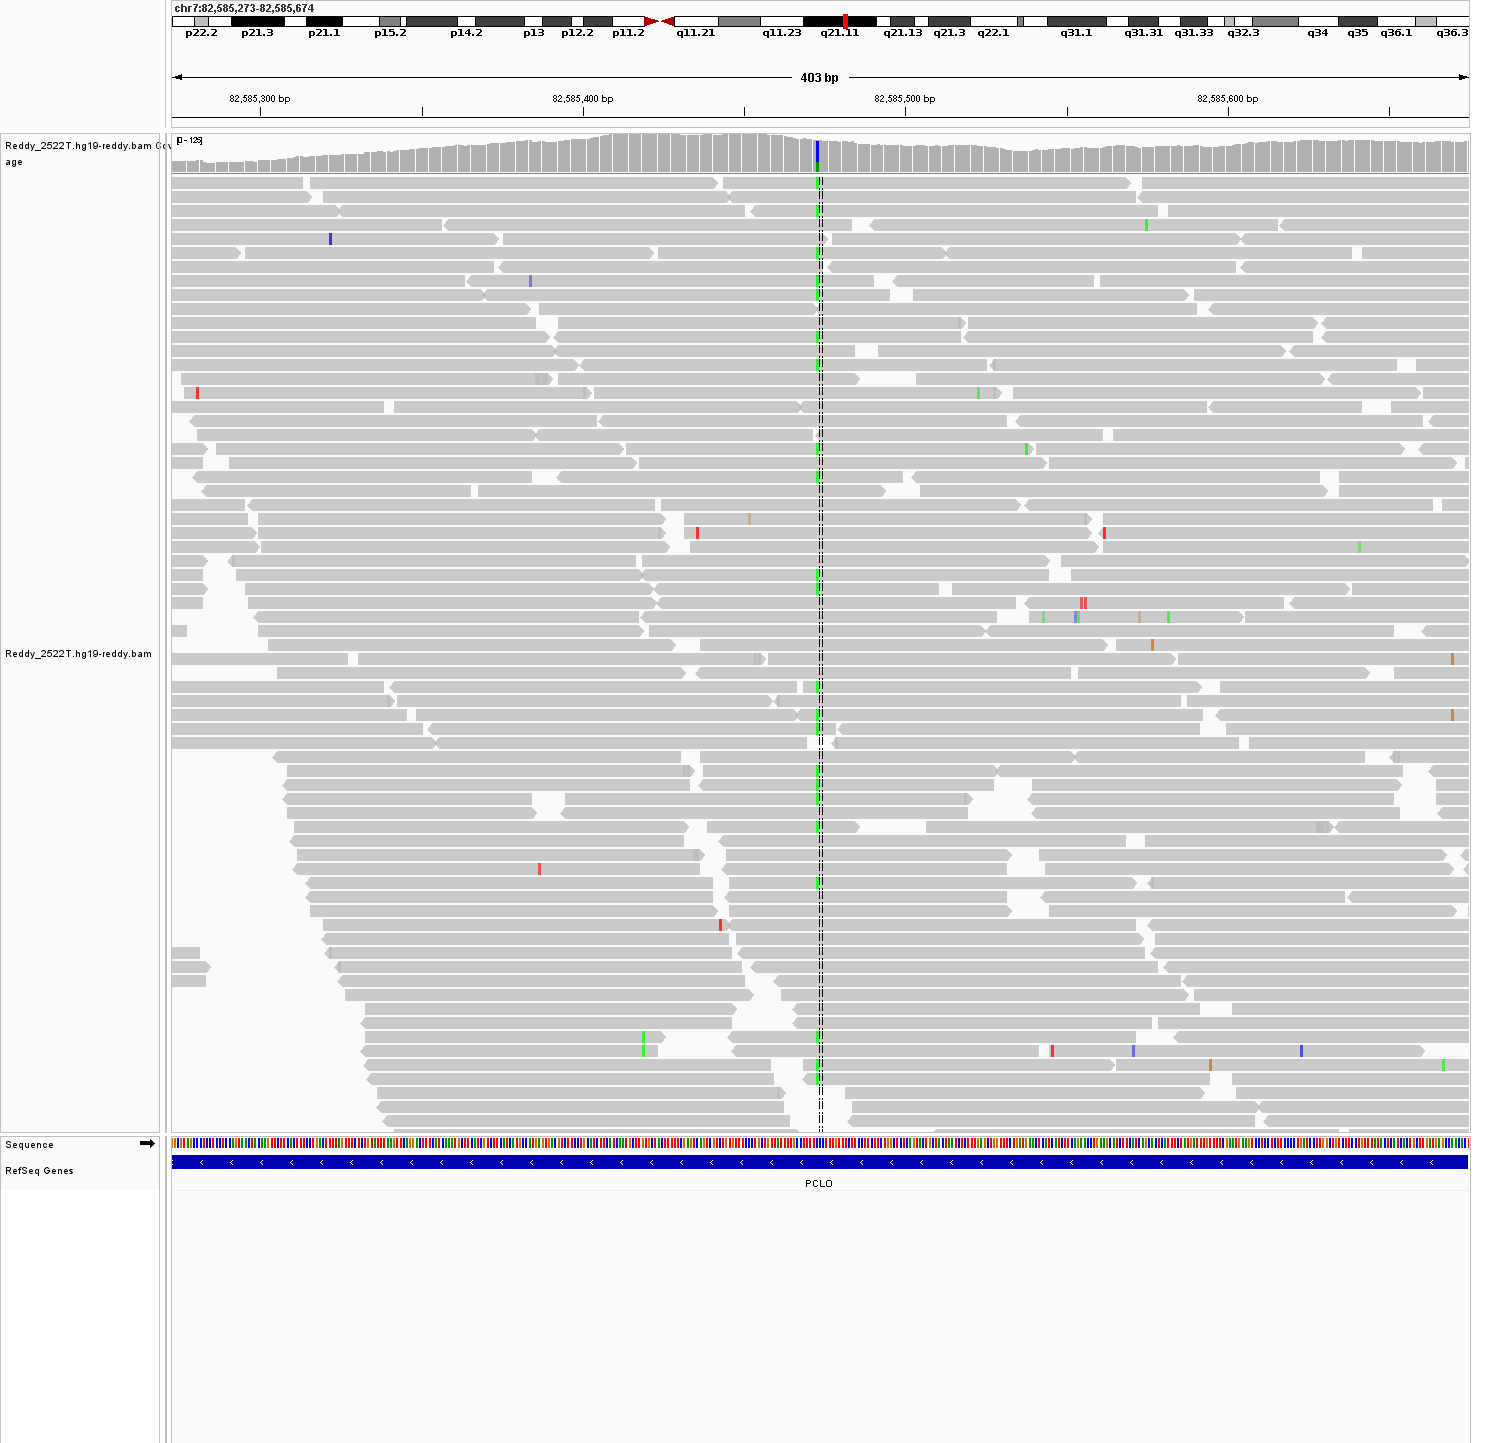 chr7:82,585,273-82,585,674
p22.2 p21.3 p21.1 p15.2 p14.2 p13 p12.2 p11.2 q11.21 q11.23 q21.11 q21.13 q21.3 q22.1 q31.1 q31.31 q31.33 q32.3 q34 q35 q36.1 q36.3
403 bp
82,585,300 bp 82,585,400 bp 82,585,500 bp 82,585,600 bp
[0 - 125]
Reddy_2522T.hg19-reddy.bam Cov
age
Reddy_2522T.hg19-reddy.bam
Sequence
RefSeq Genes
PCLO